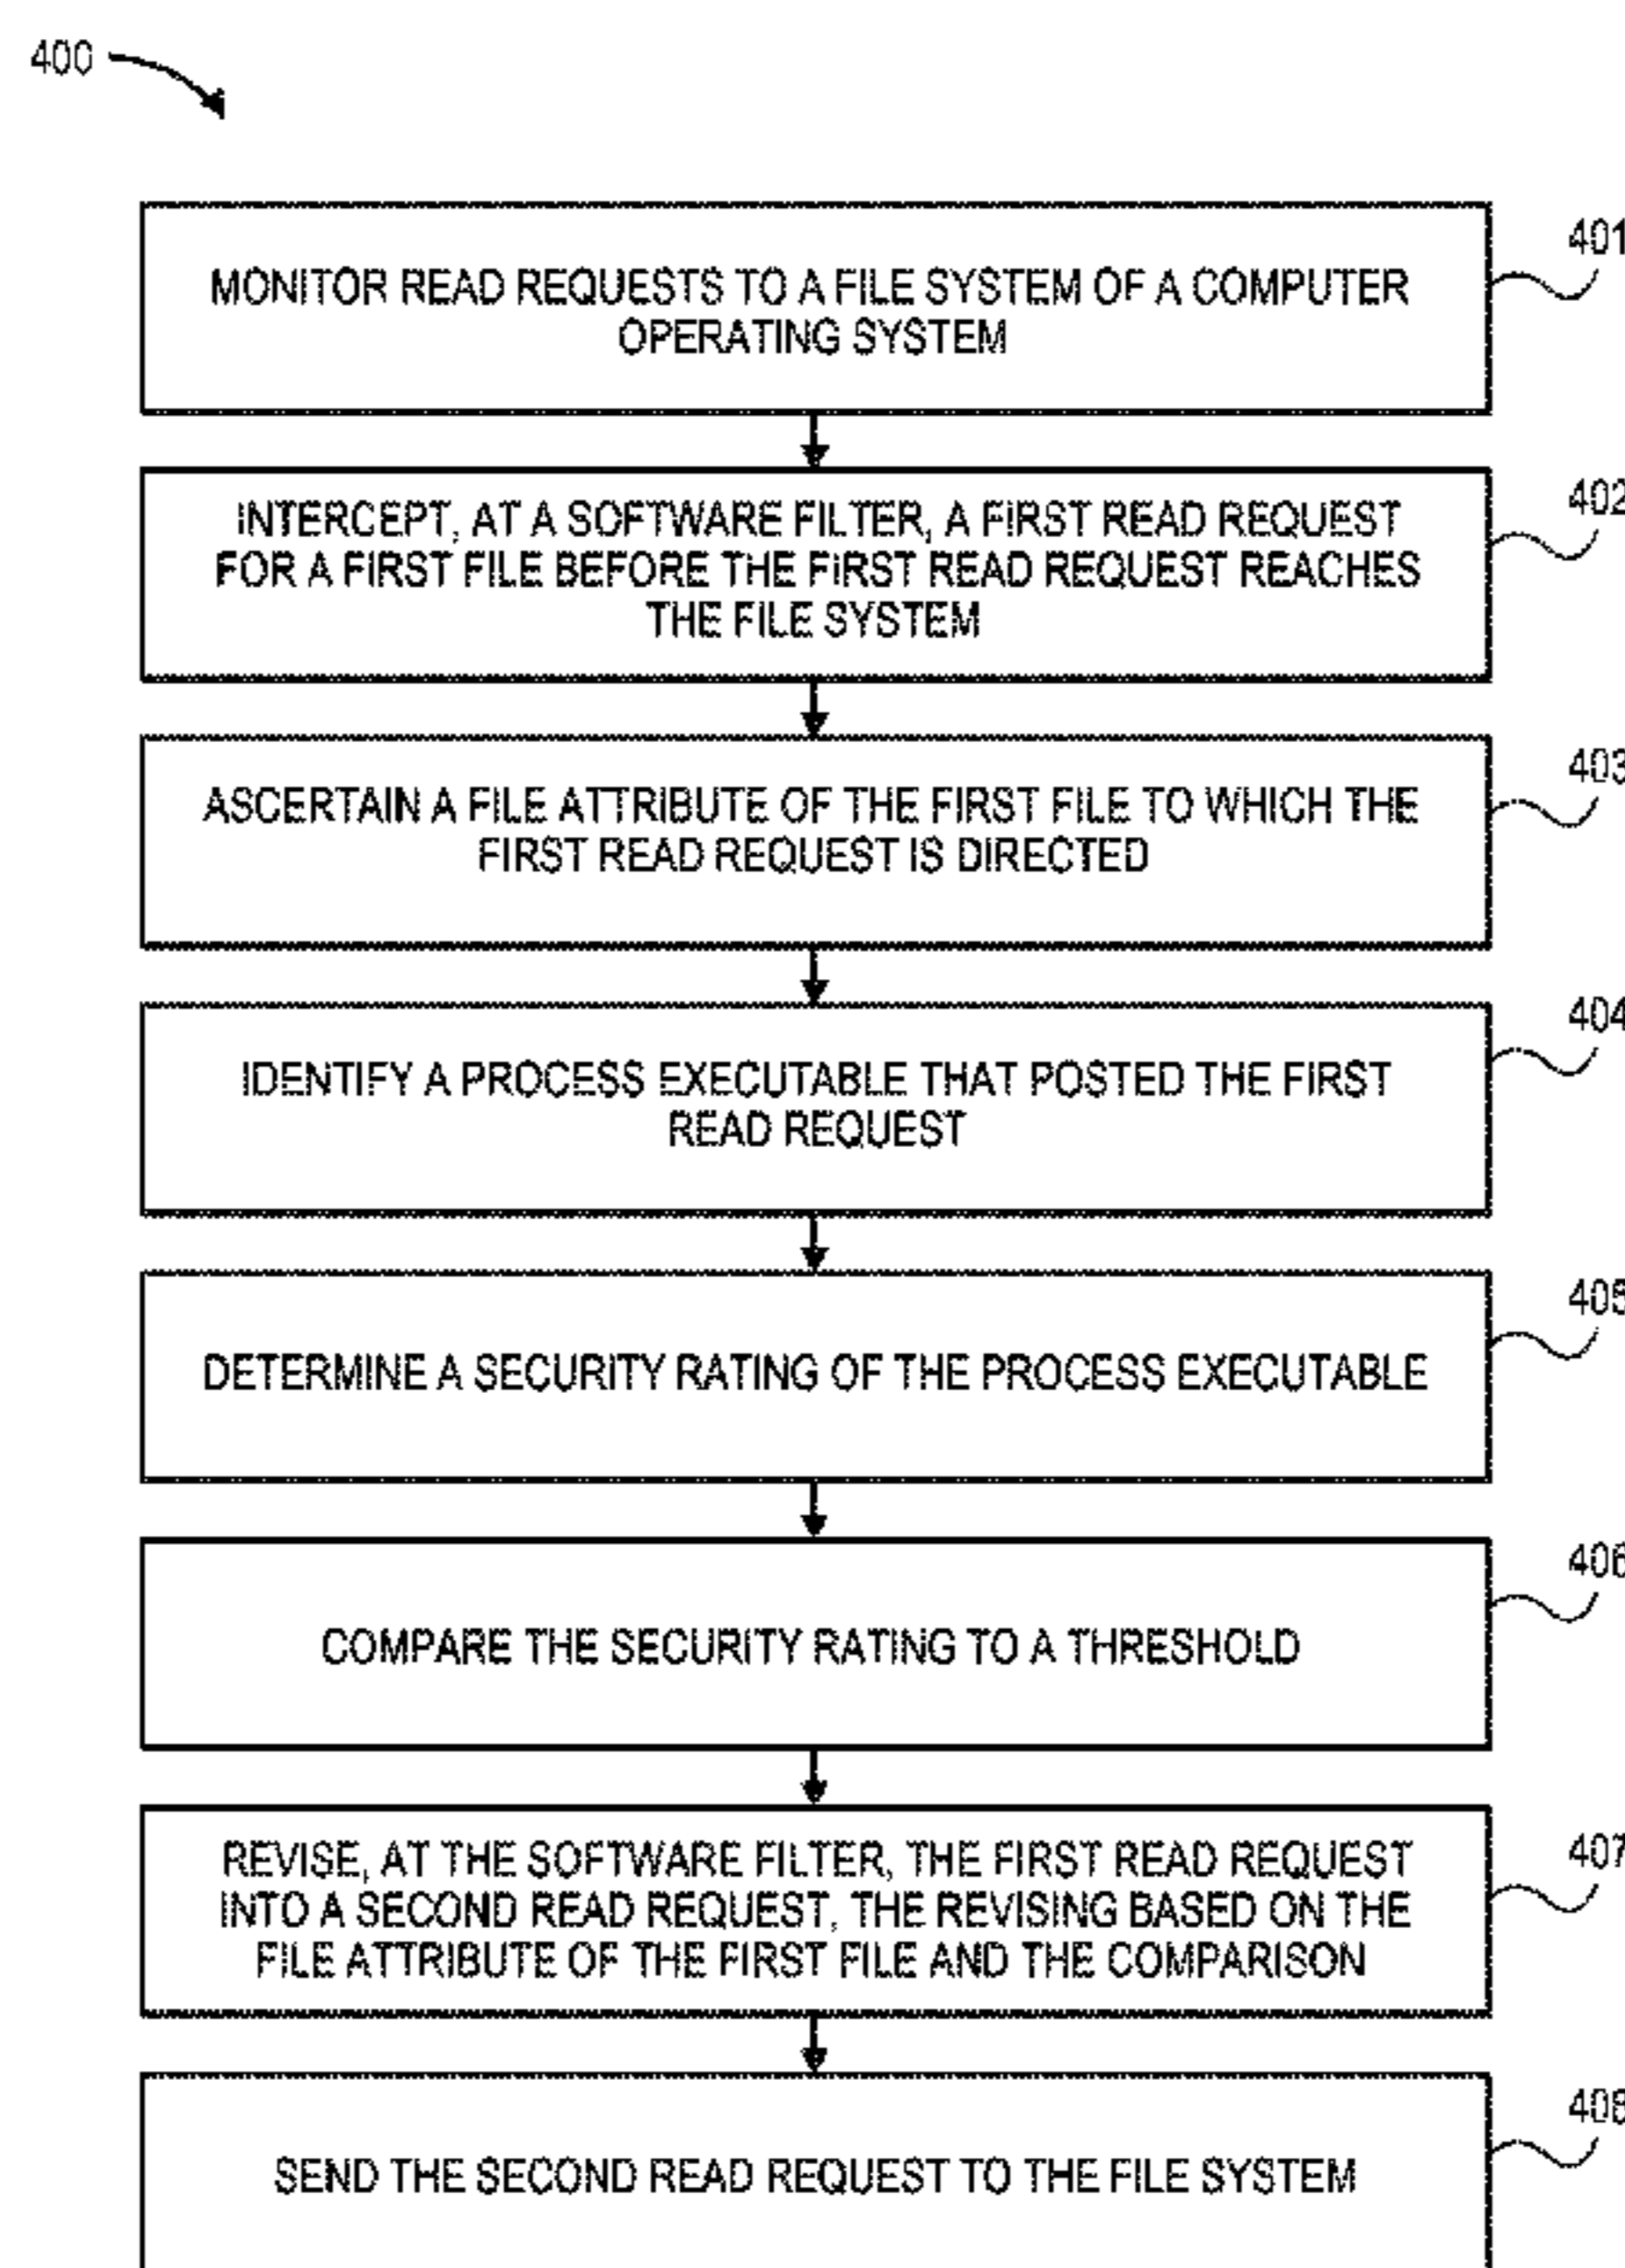 400
401
MONITOR READ REQUESTS TO A FILE SYSTEM OF A COMPUTER
OPERATING SYSTEM
402
INTERCEPT, AT A SOFTWARE FILTER, A FIRST READ REQUEST
FOR A FIRST FILE BEFORE THE FIRST READ REQUEST REACHES
THE FILE SYSTEM
403
ASCERTAIN A FILE ATTRIBUTE OF THE FIRST FILE TO WHICH THE
FIRST READ REQUEST IS DIRECTED
404
IDENTIFY A PROCESS EXECUTABLE THAT POSTED THE FIRST
READ REQUEST
405
DETERMINE A SECURITY RATING OF THE PROCESS EXECUTABLE
406
COMPARE THE SECURITY RATING TO A THRESHOLD
407
REVISE, AT THE SOFTWARE FILTER, THE FIRST READ REQUEST
INTO A SECOND READ REQUEST, THE REVISING BASED ON THE
FILE ATTRIBUTE OF THE FIRST FILE AND THE COMPARISON
408
SEND THE SECOND READ REQUEST TO THE FILE SYSTEM